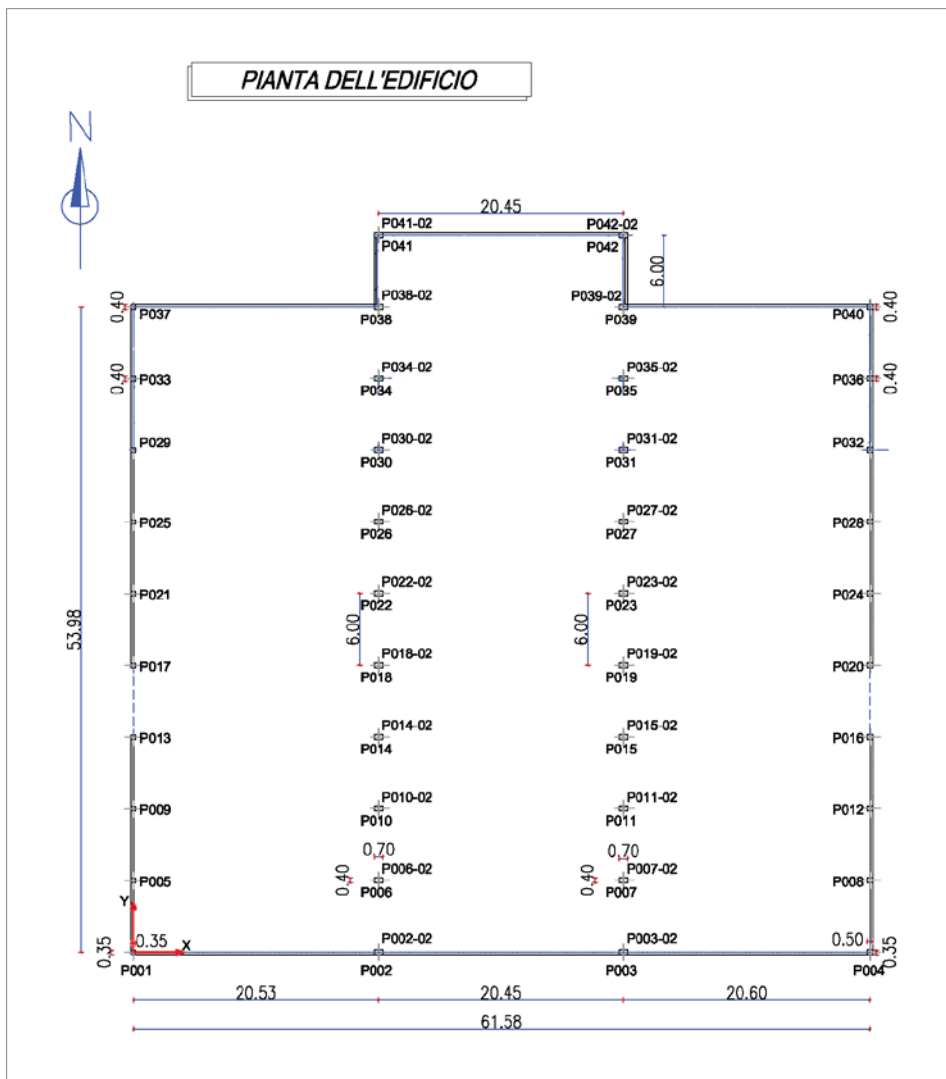 PIANTA DELL'EDIFICIO
N
20.45
P041-02 P042-02
P041 P042
6.00
P038-02 P039-02
0.40 P037 P038 P039 P040 0.40
P034-02 P035-02
0.40 P033 P034 P035 P036 0.40
P030-02 P031-02
P029 P030 P031 P032
P026-02 P027-02
P025 P026 P027 P028
P022-02 P023-02
P021 P022 P023 P024
53.98 6.00 6.00
P018-02 P019-02
P017 P018 P019 P020
P014-02 P015-02
P013 P014 P015 P016
P010-02 P011-02
P009 P010 P011 P012
0.70 0.70
P006-02 P007-02
P005 0.40 P006 0.40 P007 P008
Y
0.35 X P002-02 P003-02 0.50
0.35 0.35
P001 P002 P003 P004
20.53 20.45 20.60
61.58